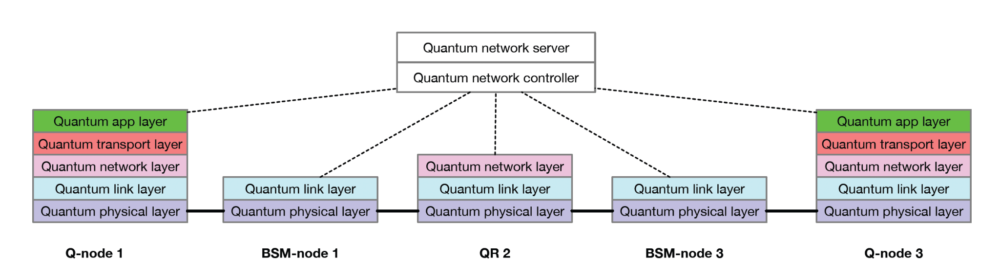 Quantum network server
Quantum network controller
Quantum app layer
Quantum transport layer
Quantum network layer
Quantum link layer
Quantum physical layer
Q-node 1
Quantum link layer
Quantum physical layer
BSM-node 1
Quantum network layer
Quantum link layer
Quantum physical layer
QR 2
Quantum link layer
Quantum physical layer
BSM-node 3
Quantum app layer
Quantum transport layer
Quantum network layer
Quantum link layer
Quantum physical layer
Q-node 3